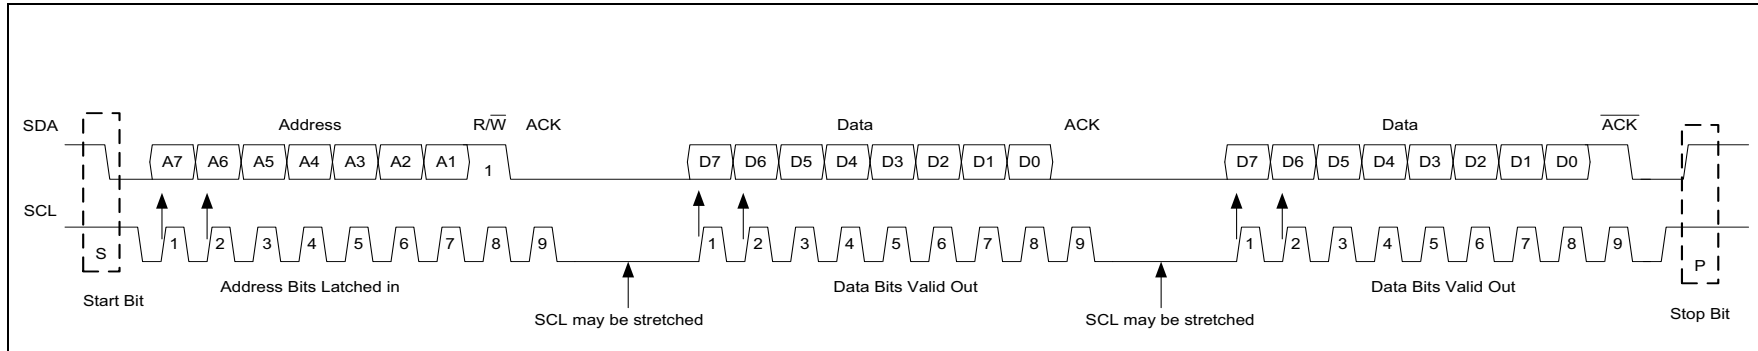 SDA Address R/W̅ ACK Data ACK Data A̅C̅K̅
A7 A6 A5 A4 A3 A2 A1 1 D7 D6 D5 D4 D3 D2 D1 D0 D7 D6 D5 D4 D3 D2 D1 D0
SCL
S 1 2 3 4 5 6 7 8 9 1 2 3 4 5 6 7 8 9 1 2 3 4 5 6 7 8 9 P
Start Bit Address Bits Latched in Data Bits Valid Out Data Bits Valid Out Stop Bit
SCL may be stretched SCL may be stretched